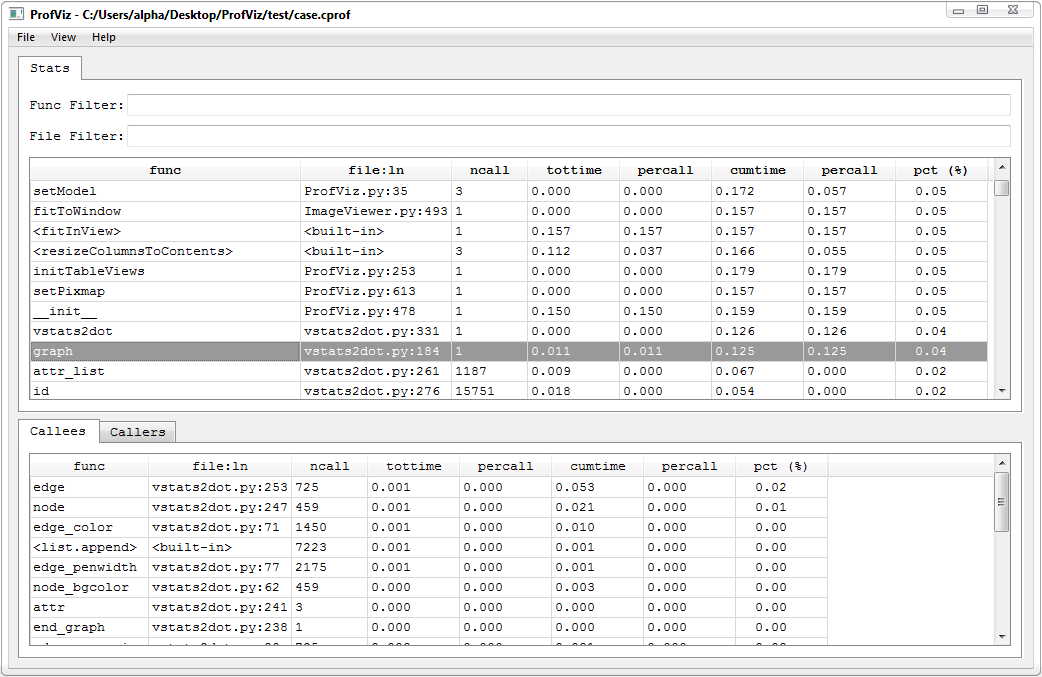 ProfViz - C:/Users/alpha/Desktop/ProfViz/test/case.cprof
File View Help
Stats
Func Filter:
File Filter:
func file:ln ncall tottime percall cumtime percall pct (%)
setModel ProfViz.py:35 3 0.000 0.000 0.172 0.057 0.05
fitToWindow ImageViewer.py:493 1 0.000 0.000 0.157 0.157 0.05
<fitInView> <built-in> 1 0.157 0.157 0.157 0.157 0.05
<resizeColumnsToContents> <built-in> 3 0.112 0.037 0.166 0.055 0.05
initTableViews ProfViz.py:253 1 0.000 0.000 0.179 0.179 0.05
setPixmap ProfViz.py:613 1 0.000 0.000 0.157 0.157 0.05
__init__ ProfViz.py:478 1 0.150 0.150 0.159 0.159 0.05
vstats2dot vstats2dot.py:331 1 0.000 0.000 0.126 0.126 0.04
graph vstats2dot.py:184 1 0.011 0.011 0.125 0.125 0.04
attr_list vstats2dot.py:261 1187 0.009 0.000 0.067 0.000 0.02
id vstats2dot.py:276 15751 0.018 0.000 0.054 0.000 0.02
Callees Callers
func file:ln ncall tottime percall cumtime percall pct (%)
edge vstats2dot.py:253 725 0.001 0.000 0.053 0.000 0.02
node vstats2dot.py:247 459 0.001 0.000 0.021 0.000 0.01
edge_color vstats2dot.py:71 1450 0.001 0.000 0.010 0.000 0.00
<list.append> <built-in> 7223 0.001 0.000 0.001 0.000 0.00
edge_penwidth vstats2dot.py:77 2175 0.001 0.000 0.001 0.000 0.00
node_bgcolor vstats2dot.py:62 459 0.000 0.000 0.003 0.000 0.00
attr vstats2dot.py:241 3 0.000 0.000 0.000 0.000 0.00
end_graph vstats2dot.py:238 1 0.000 0.000 0.000 0.000 0.00